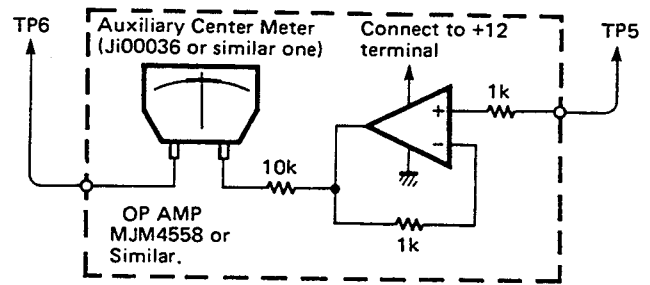 TP6
Auxiliary Center Meter
(Ji00036 or similar one)
Connect to +12
terminal
TP5
1k
+
−
10k
1k
OP AMP
MJM4558 or
Similar.